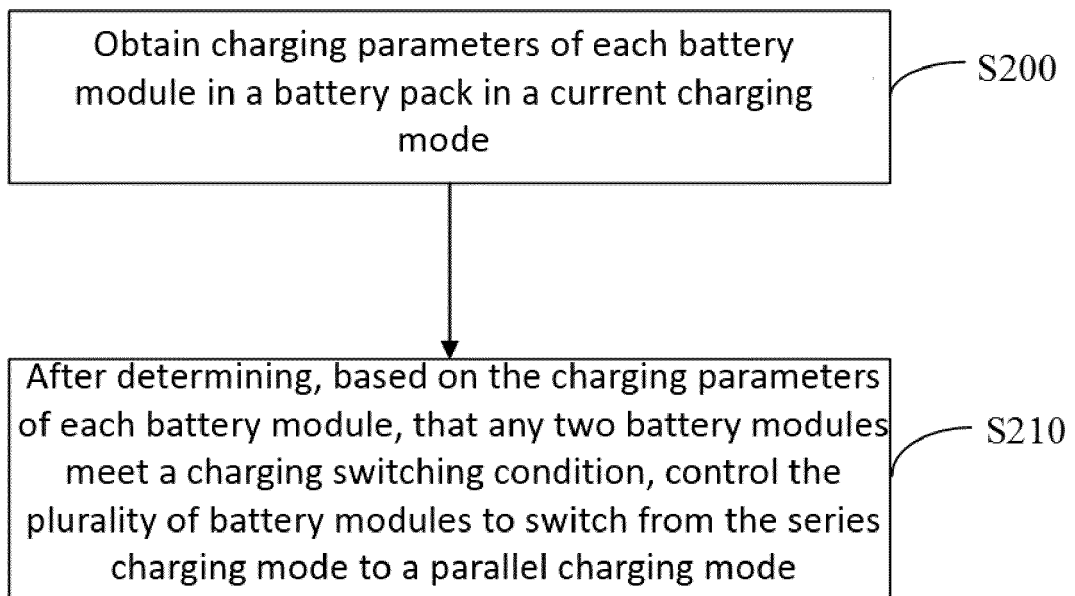 Obtain charging parameters of each battery
module in a battery pack in a current charging
mode
S200
After determining, based on the charging parameters
of each battery module, that any two battery modules
meet a charging switching condition, control the
plurality of battery modules to switch from the series
charging mode to a parallel charging mode
S210